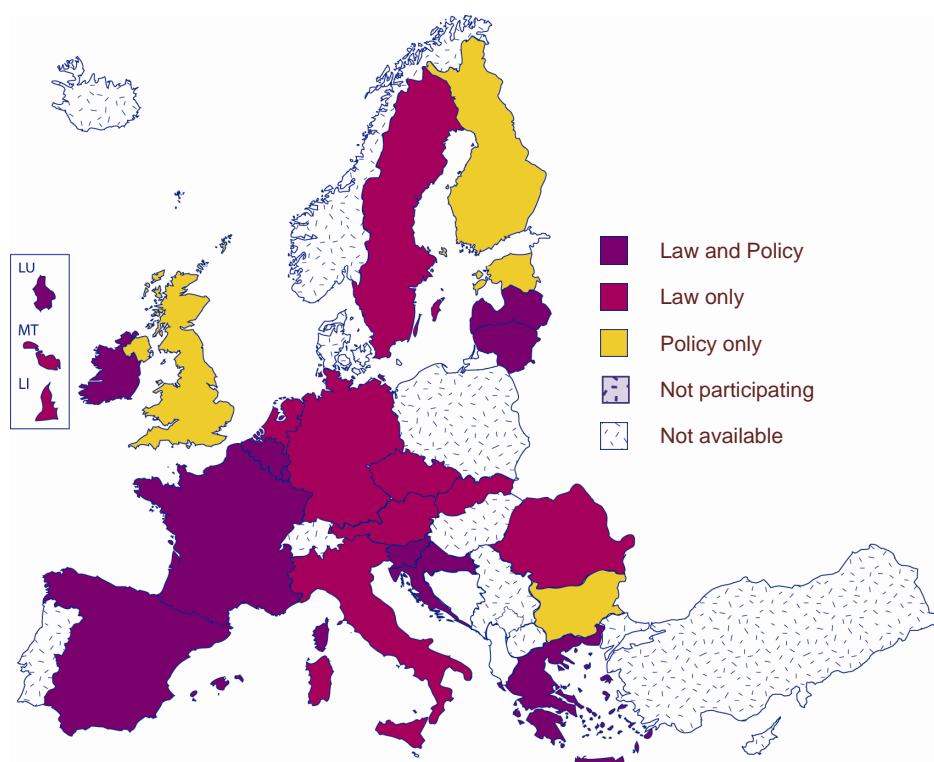 LU
MT
LI
Law and Policy
Law only
Policy only
Not participating
Not available